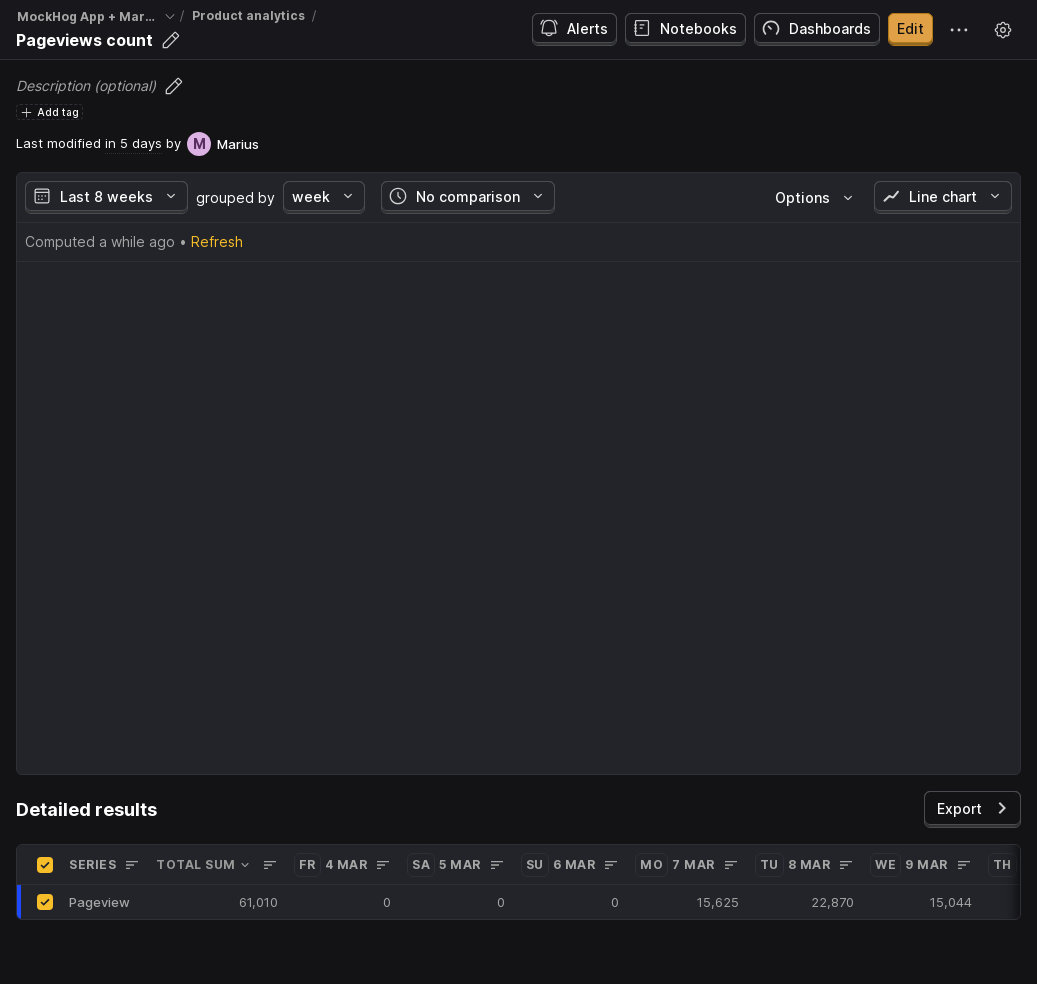 MockHog App + Mar... / Product analytics /
Pageviews count
Alerts
Notebooks
Dashboards
Edit
Description (optional)
Add tag
Last modified in 5 days by M Marius
Last 8 weeks grouped by week No comparison Options Line chart
Computed a while ago • Refresh
Detailed results
Export
SERIES TOTAL SUM FR 4 MAR SA 5 MAR SU 6 MAR MO 7 MAR TU 8 MAR WE 9 MAR TH
Pageview 61,010 0 0 0 15,625 22,870 15,044